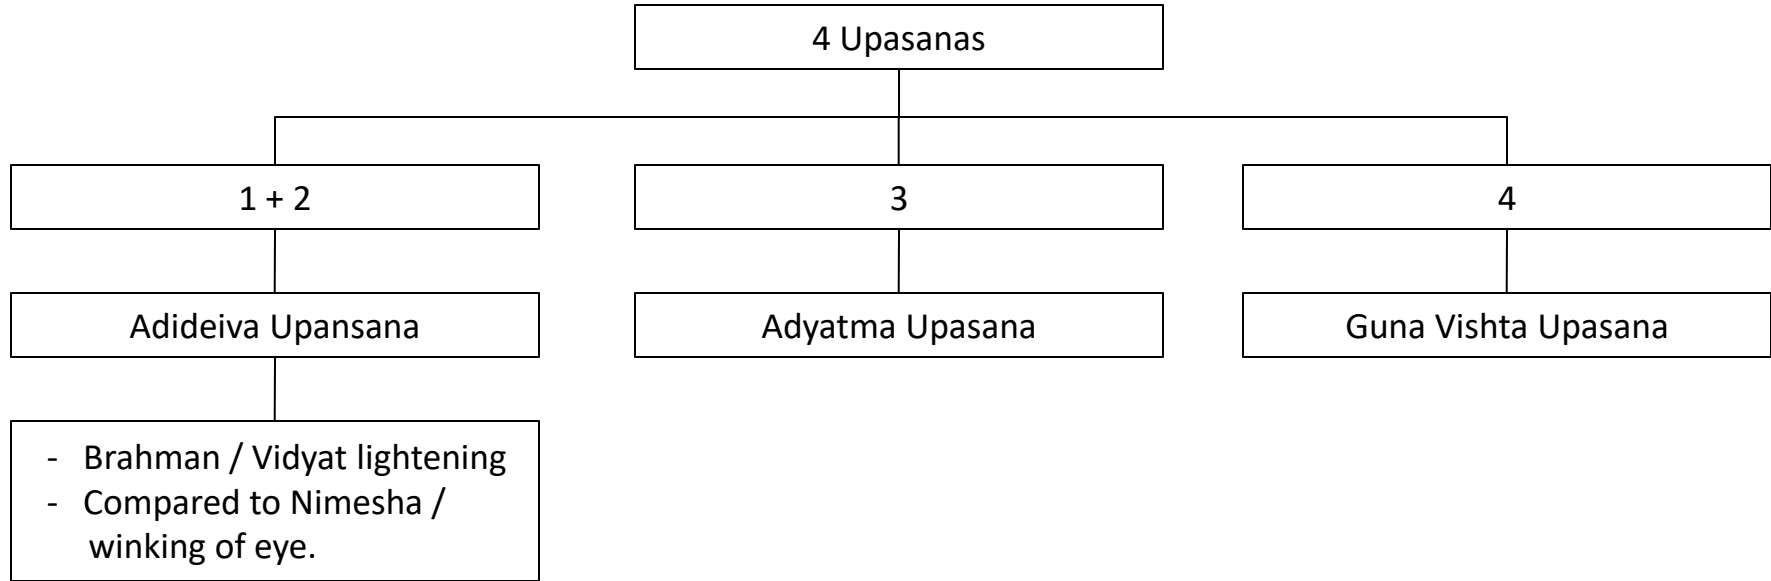 4 Upasanas
1 + 2
3
4
Adideiva Upansana
Adyatma Upasana
Guna Vishta Upasana
- Brahman / Vidyat lightening
- Compared to Nimesha /
winking of eye.